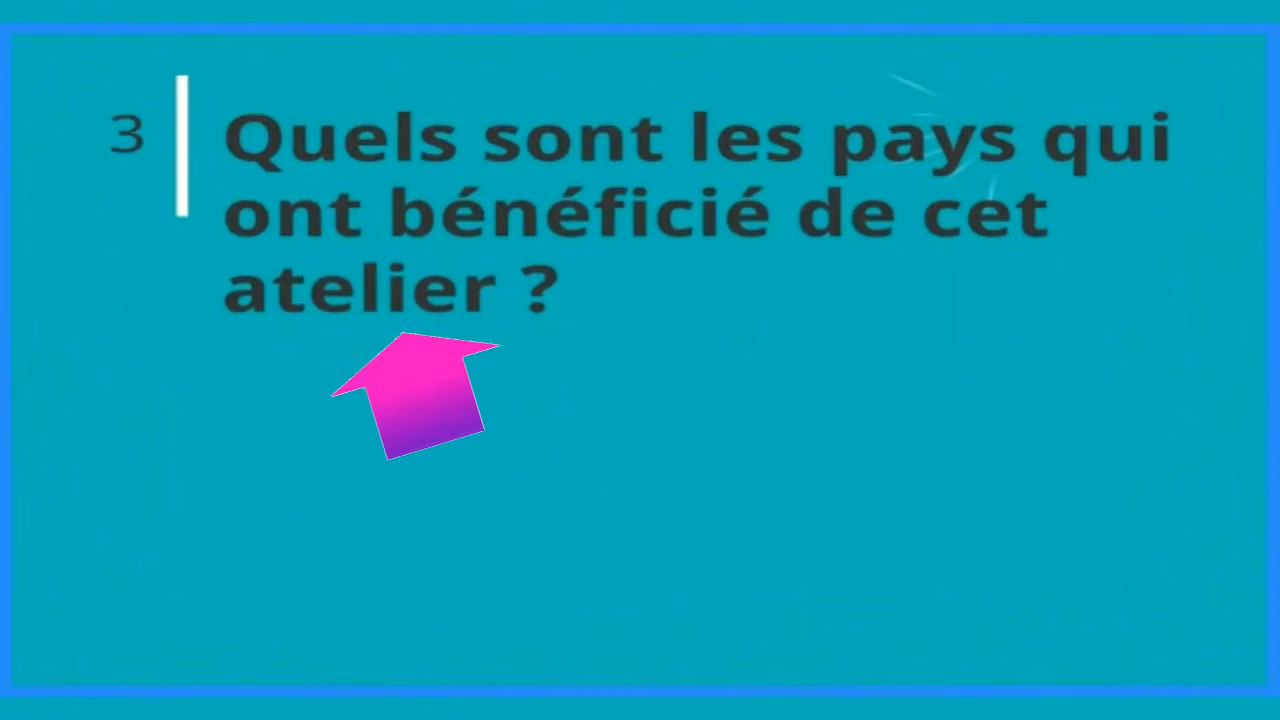 3
Quels sont les pays qui
ont bénéficié de cet
atelier ?